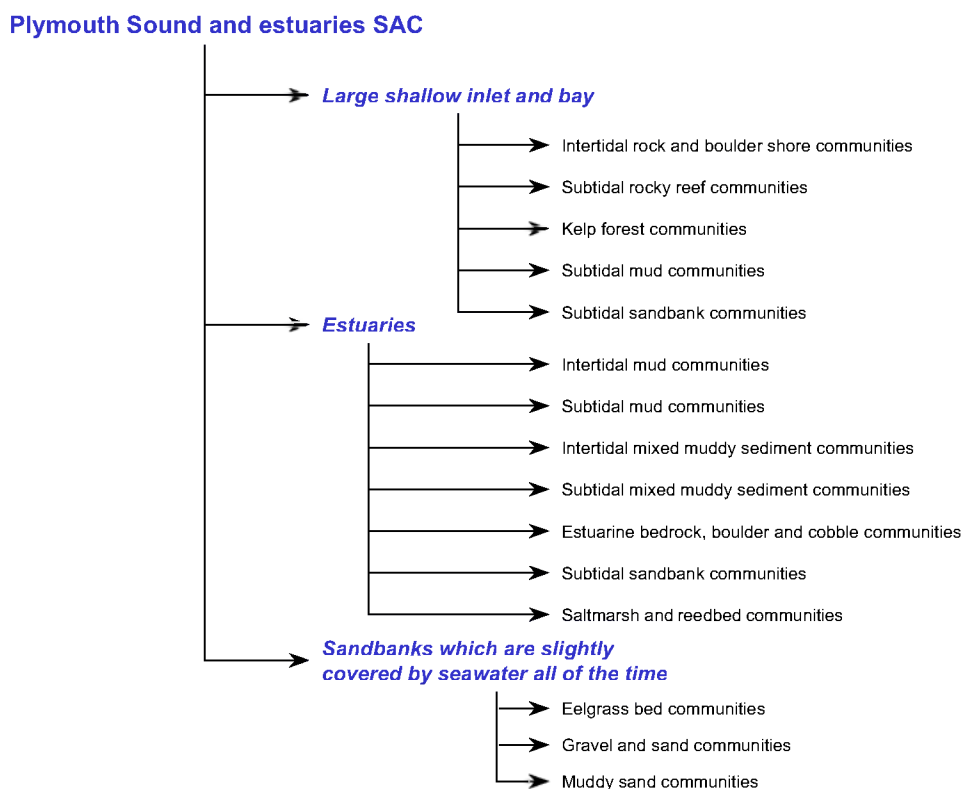 Plymouth Sound and estuaries SAC
Large shallow inlet and bay
Intertidal rock and boulder shore communities
Subtidal rocky reef communities
Kelp forest communities
Subtidal mud communities
Subtidal sandbank communities
Estuaries
Intertidal mud communities
Subtidal mud communities
Intertidal mixed muddy sediment communities
Subtidal mixed muddy sediment communities
Estuarine bedrock, boulder and cobble communities
Subtidal sandbank communities
Saltmarsh and reedbed communities
Sandbanks which are slightly
covered by seawater all of the time
Eelgrass bed communities
Gravel and sand communities
Muddy sand communities